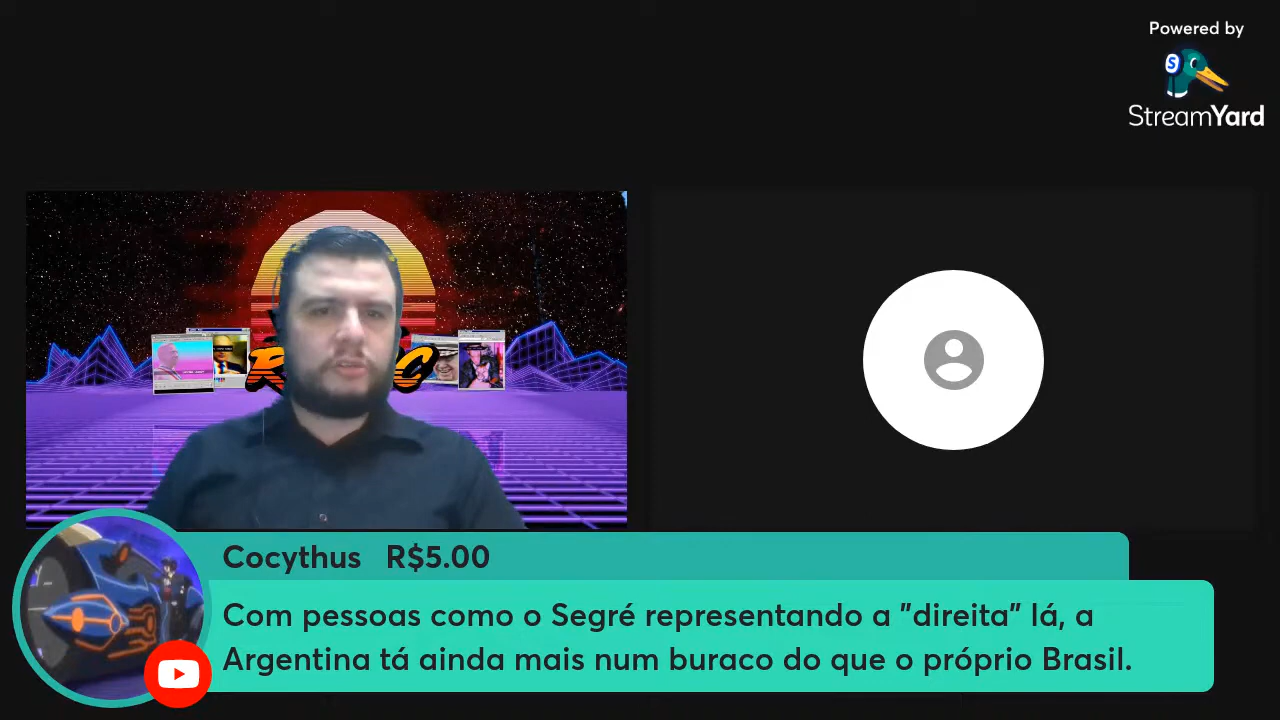 Powered by
S
StreamYard
R C
Cocythus R$5.00
Com pessoas como o Segré representando a "direita" lá, a
Argentina tá ainda mais num buraco do que o próprio Brasil.